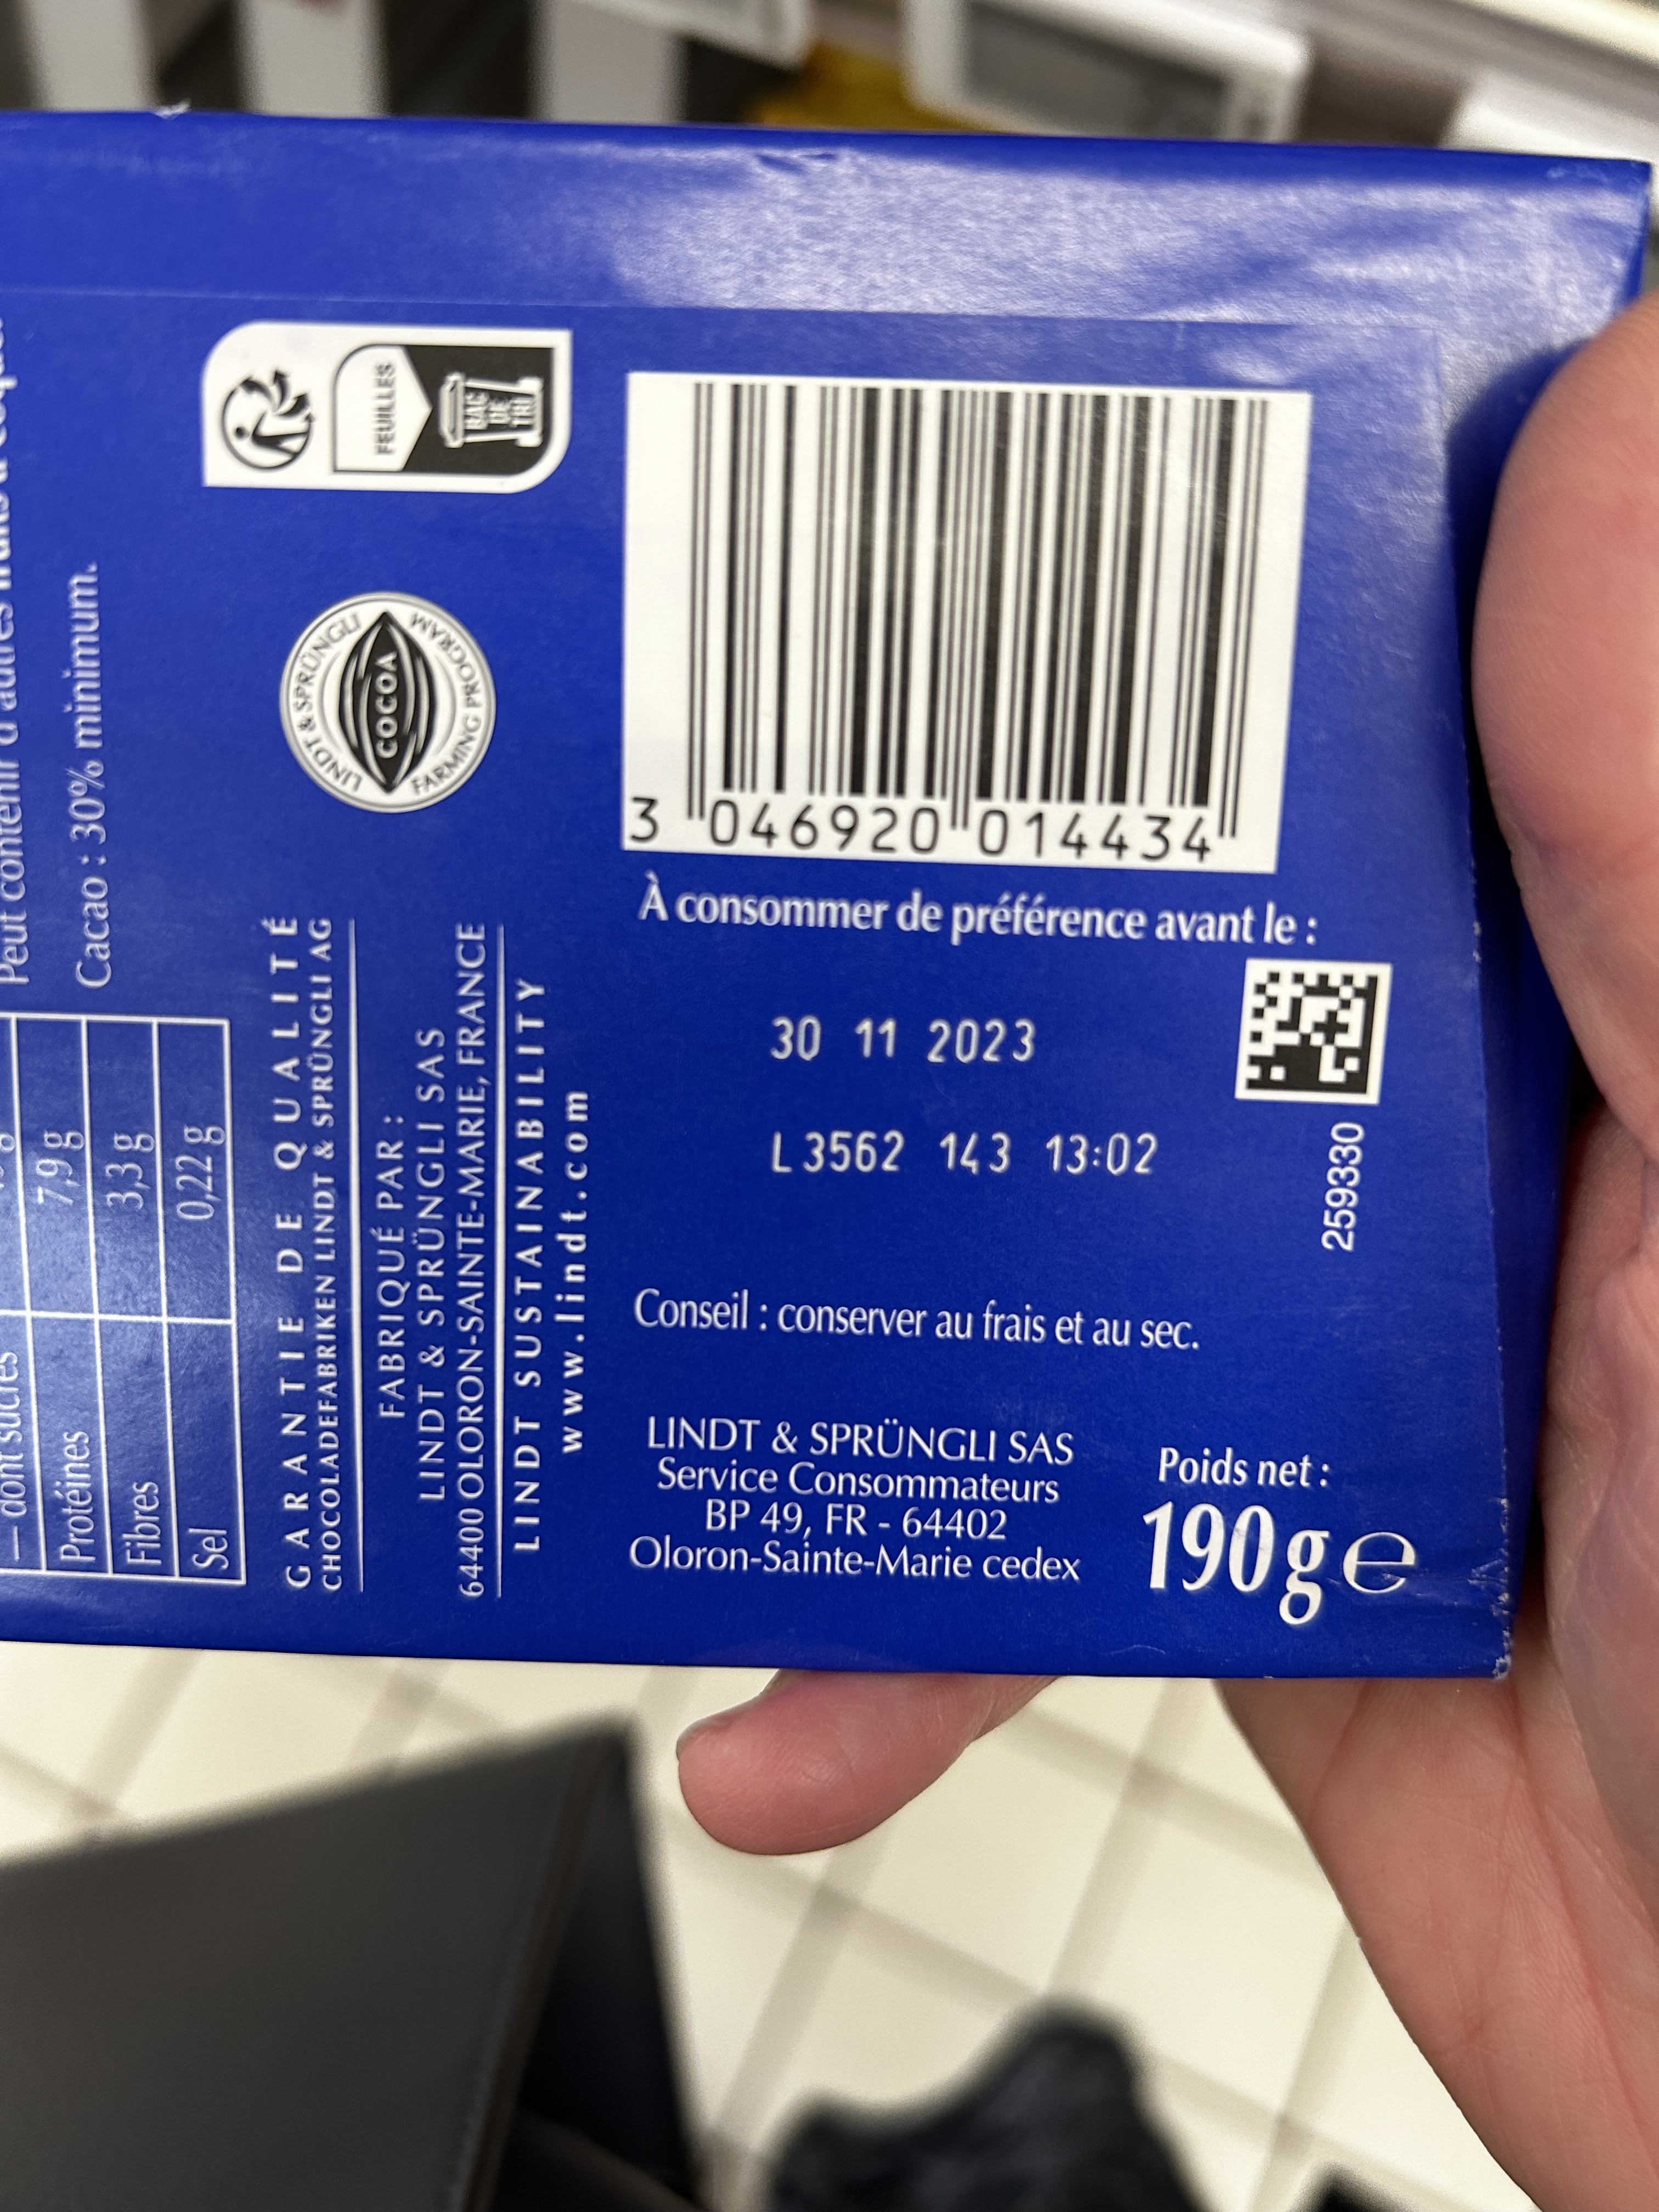 FEUILLES
BAC
DE
TRI
3 046920 014434
À consommer de préférence avant le :
30 11 2023
L 3562 143 13:02
259330
Conseil : conserver au frais et au sec.
LINDT & SPRÜNGLI SAS
Service Consommateurs
BP 49, FR - 64402
Oloron-Sainte-Marie cedex
Poids net :
190 g e
Peut contenir d'autres
Cacao : 30% minimum.
LINDT & SPRÜNGLI
COCOA
FARMING PROGRAM
– dont sucres
Protéines 7,9 g
Fibres 3,3 g
Sel 0,22 g
GARANTIE DE QUALITÉ
CHOCOLADEFABRIKEN LINDT & SPRÜNGLI AG
FABRIQUÉ PAR :
LINDT & SPRÜNGLI SAS
64400 OLORON-SAINTE-MARIE, FRANCE
LINDT SUSTAINABILITY
www.lindt.com